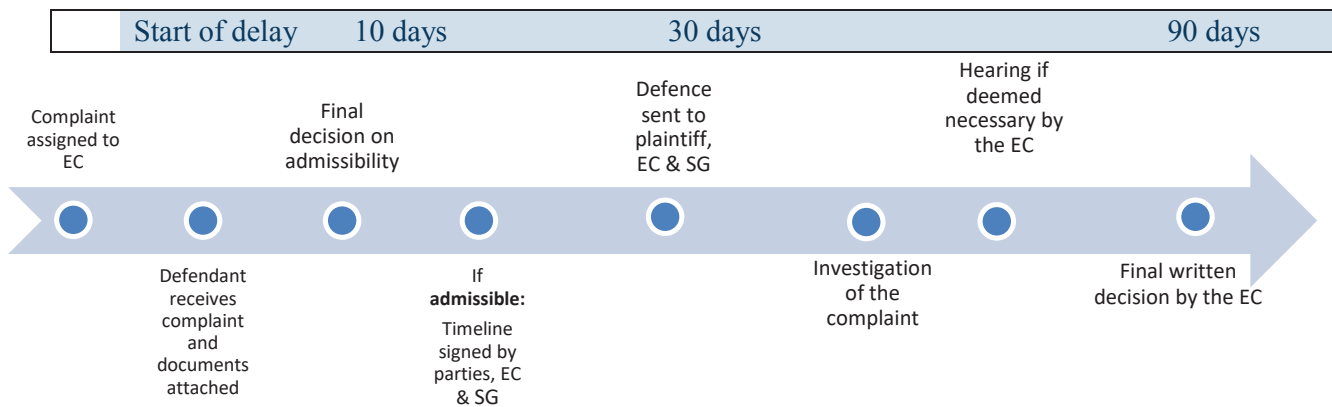 Start of delay 10 days 30 days 90 days
Complaint
assigned to
EC
Defendant
receives
complaint
and
documents
attached
Final
decision on
admissibility
If
admissible:
Timeline
signed by
parties, EC
& SG
Defence
sent to
plaintiff,
EC & SG
Investigation
of the
complaint
Hearing if
deemed
necessary by
the EC
Final written
decision by the EC